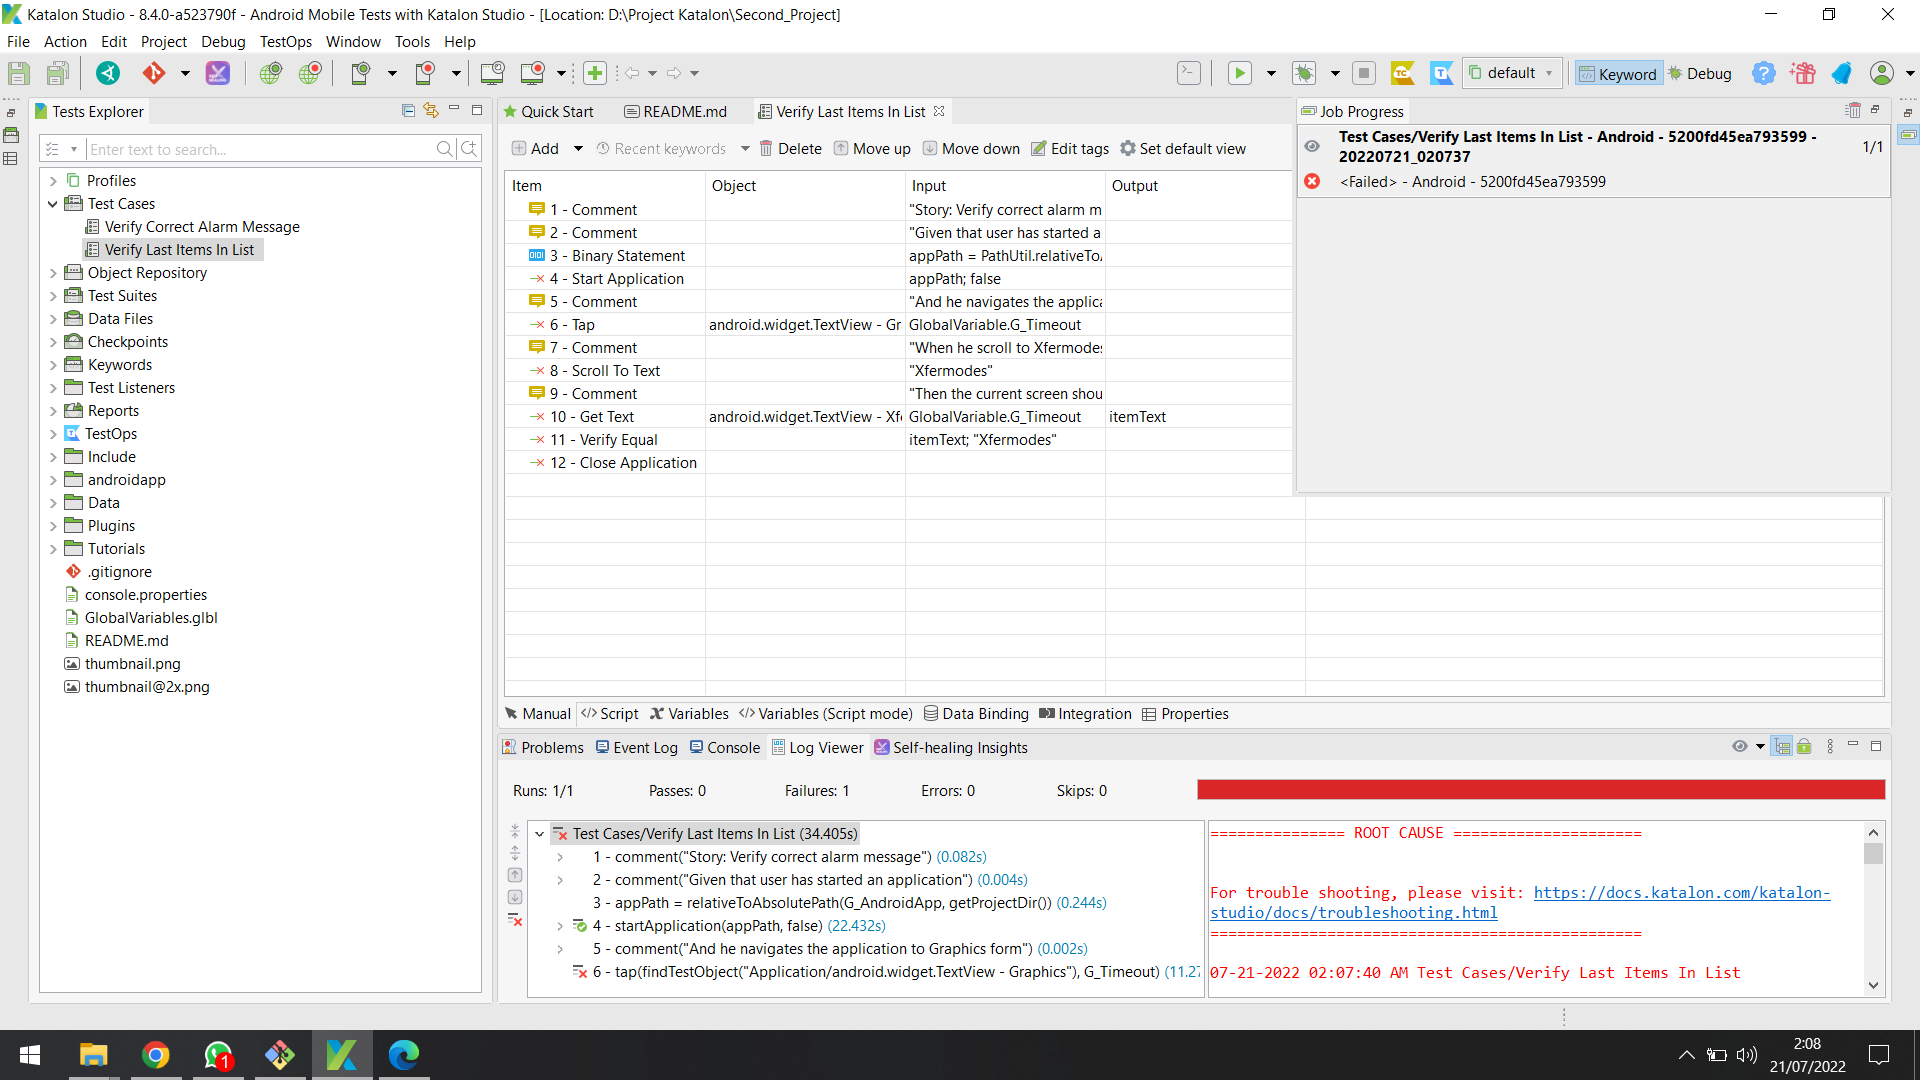 Katalon Studio - 8.4.0-a523790f - Android Mobile Tests with Katalon Studio - [Location: D:\Project Katalon\Second_Project]
File Action Edit Project Debug TestOps Window Tools Help
default
Keyword
Debug
Tests Explorer
Enter text to search...
Profiles
Test Cases
Verify Correct Alarm Message
Verify Last Items In List
Object Repository
Test Suites
Data Files
Checkpoints
Keywords
Test Listeners
Reports
TestOps
Include
androidapp
Data
Plugins
Tutorials
.gitignore
console.properties
GlobalVariables.glbl
README.md
thumbnail.png
thumbnail@2x.png
Quick Start README.md Verify Last Items In List
Add Recent keywords Delete Move up Move down Edit tags Set default view
Item Object Input Output
1 - Comment "Story: Verify correct alarm m
2 - Comment "Given that user has started a
3 - Binary Statement appPath = PathUtil.relativeTo
4 - Start Application appPath; false
5 - Comment "And he navigates the applica
6 - Tap android.widget.TextView - Gr GlobalVariable.G_Timeout
7 - Comment "When he scroll to Xfermodes
8 - Scroll To Text "Xfermodes"
9 - Comment "Then the current screen shou
10 - Get Text android.widget.TextView - Xfe GlobalVariable.G_Timeout itemText
11 - Verify Equal itemText; "Xfermodes"
12 - Close Application
Job Progress
Test Cases/Verify Last Items In List - Android - 5200fd45ea793599 -
20220721_020737
1/1
<Failed> - Android - 5200fd45ea793599
Manual Script Variables Variables (Script mode) Data Binding Integration Properties
Problems Event Log Console Log Viewer Self-healing Insights
Runs: 1/1 Passes: 0 Failures: 1 Errors: 0 Skips: 0
Test Cases/Verify Last Items In List (34.405s)
1 - comment("Story: Verify correct alarm message") (0.082s)
2 - comment("Given that user has started an application") (0.004s)
3 - appPath = relativeToAbsolutePath(G_AndroidApp, getProjectDir()) (0.244s)
4 - startApplication(appPath, false) (22.432s)
5 - comment("And he navigates the application to Graphics form") (0.002s)
6 - tap(findTestObject("Application/android.widget.TextView - Graphics"), G_Timeout) (11.27
=============== ROOT CAUSE =====================
For trouble shooting, please visit: https://docs.katalon.com/katalon-
studio/docs/troubleshooting.html
================================================
07-21-2022 02:07:40 AM Test Cases/Verify Last Items In List
1
2:08
21/07/2022